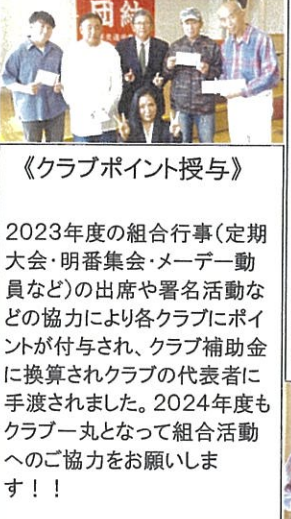 団結
《クラブポイント授与》
2023年度の組合行事(定期
大会・明番集会・メーデー動
員など)の出席や署名活動な
どの協力により各クラブにポイ
ントが付与され、クラブ補助金
に換算されクラブの代表者に
手渡されました。2024年度も
クラブ一丸となって組合活動
へのご協力をお願いしま
す!!